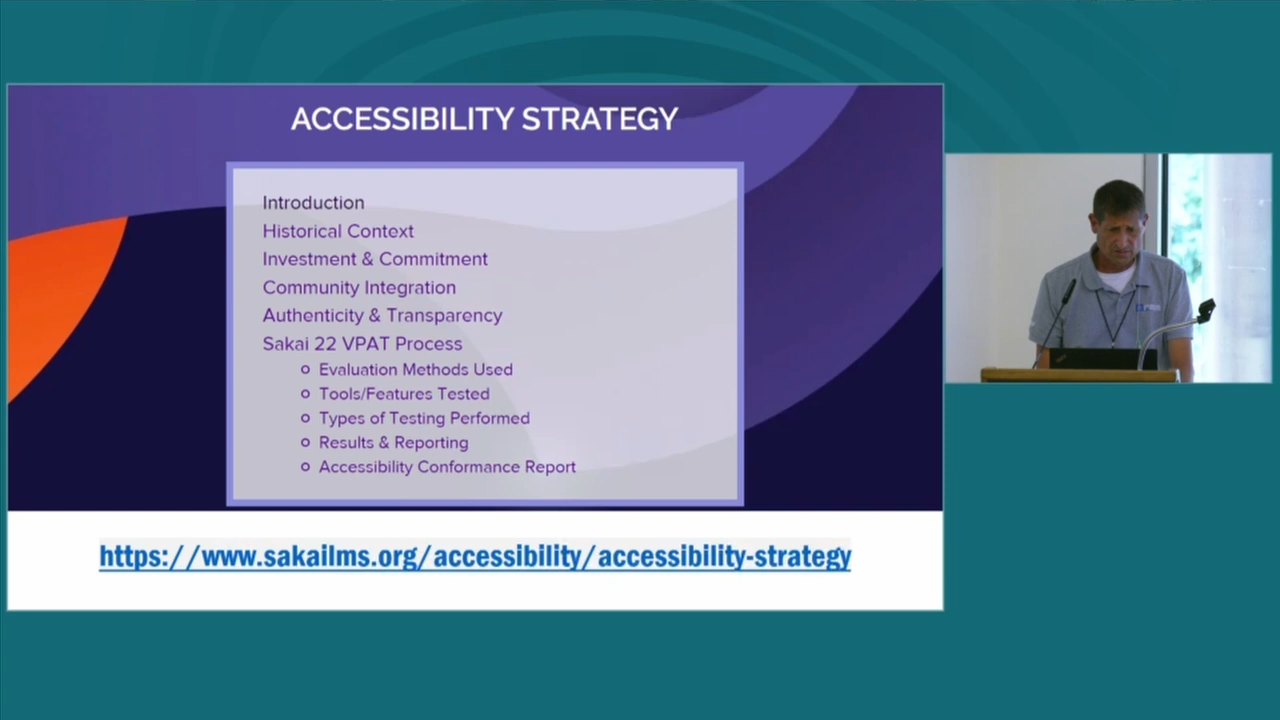 ACCESSIBILITY STRATEGY
Introduction
Historical Context
Investment & Commitment
Community Integration
Authenticity & Transparency
Sakai 22 VPAT Process
Evaluation Methods Used
Tools/Features Tested
Types of Testing Performed
Results & Reporting
Accessibility Conformance Report
https://www.sakailms.org/accessibility/accessibility-strategy